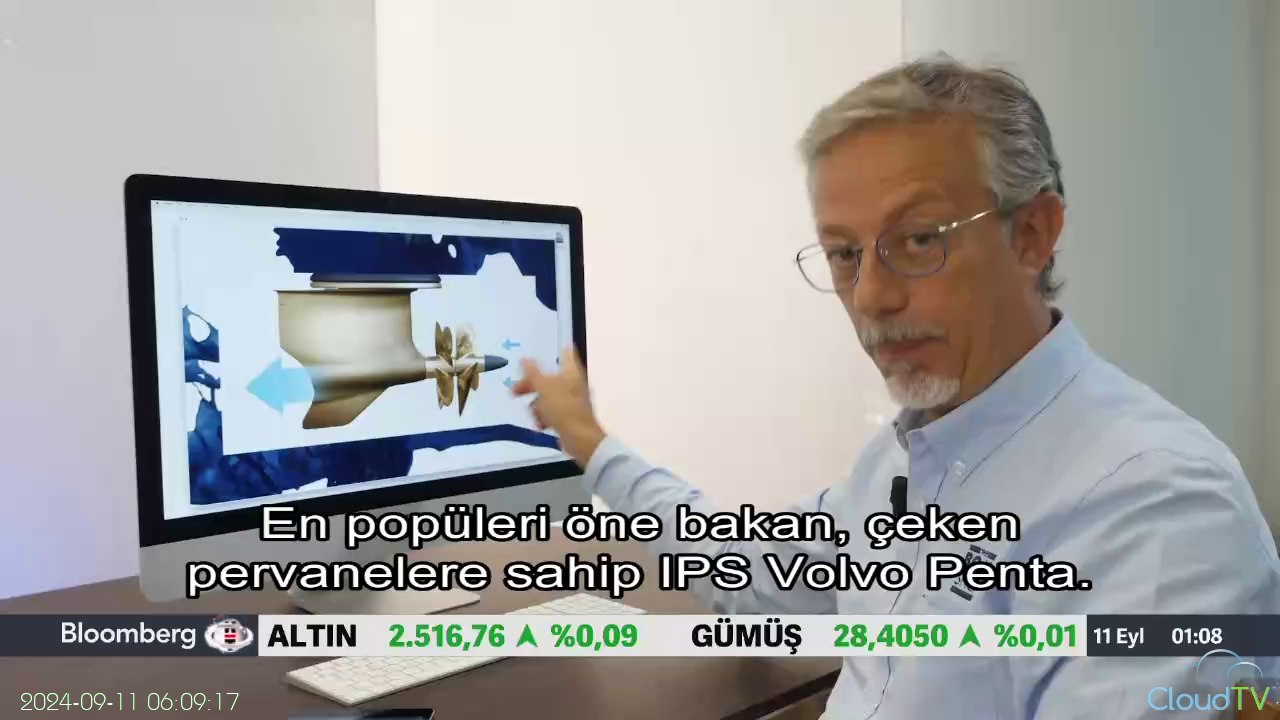 En popüleri öne bakan, çeken
pervanelere sahip IPS Volvo Penta.
Bloomberg ALTIN 2.516,76 %0,09 GÜMÜŞ 28,4050 %0,01 11 Eyl 01:08
2024-09-11 06:09:17
CloudTV